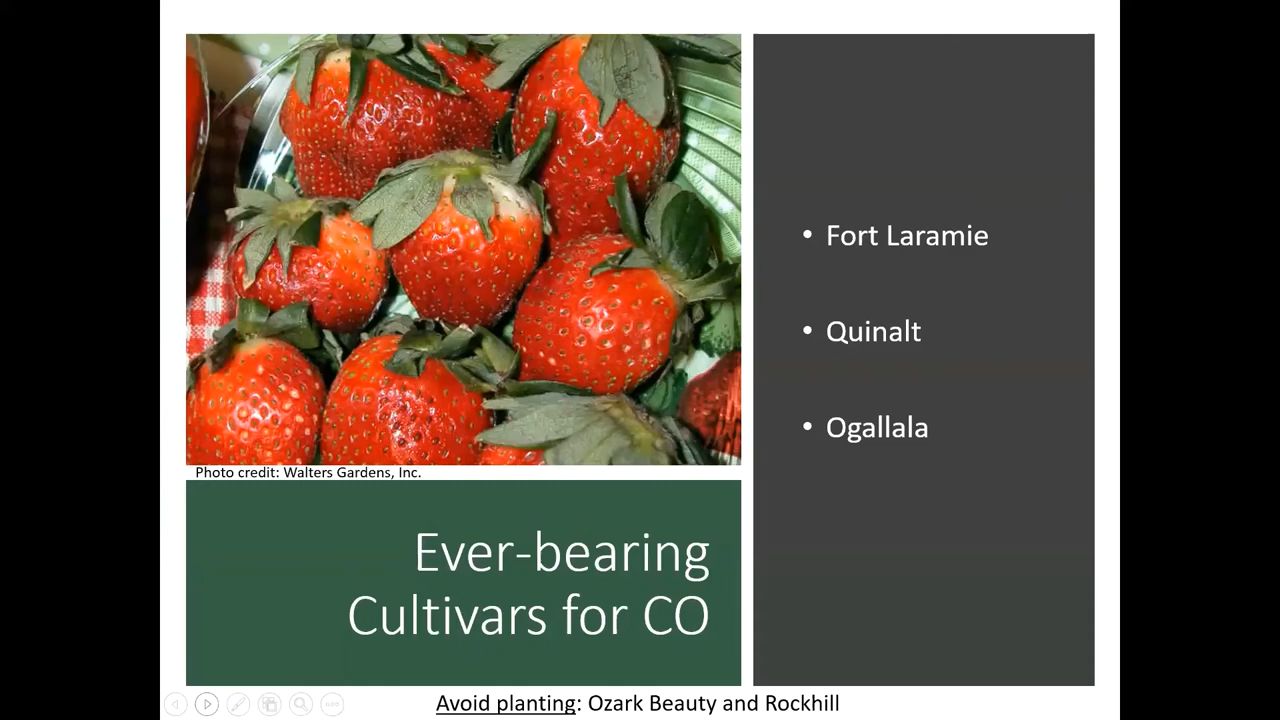 Photo credit: Walters Gardens, Inc.
Ever-bearing
Cultivars for CO
• Fort Laramie
• Quinalt
• Ogallala
Avoid planting: Ozark Beauty and Rockhill